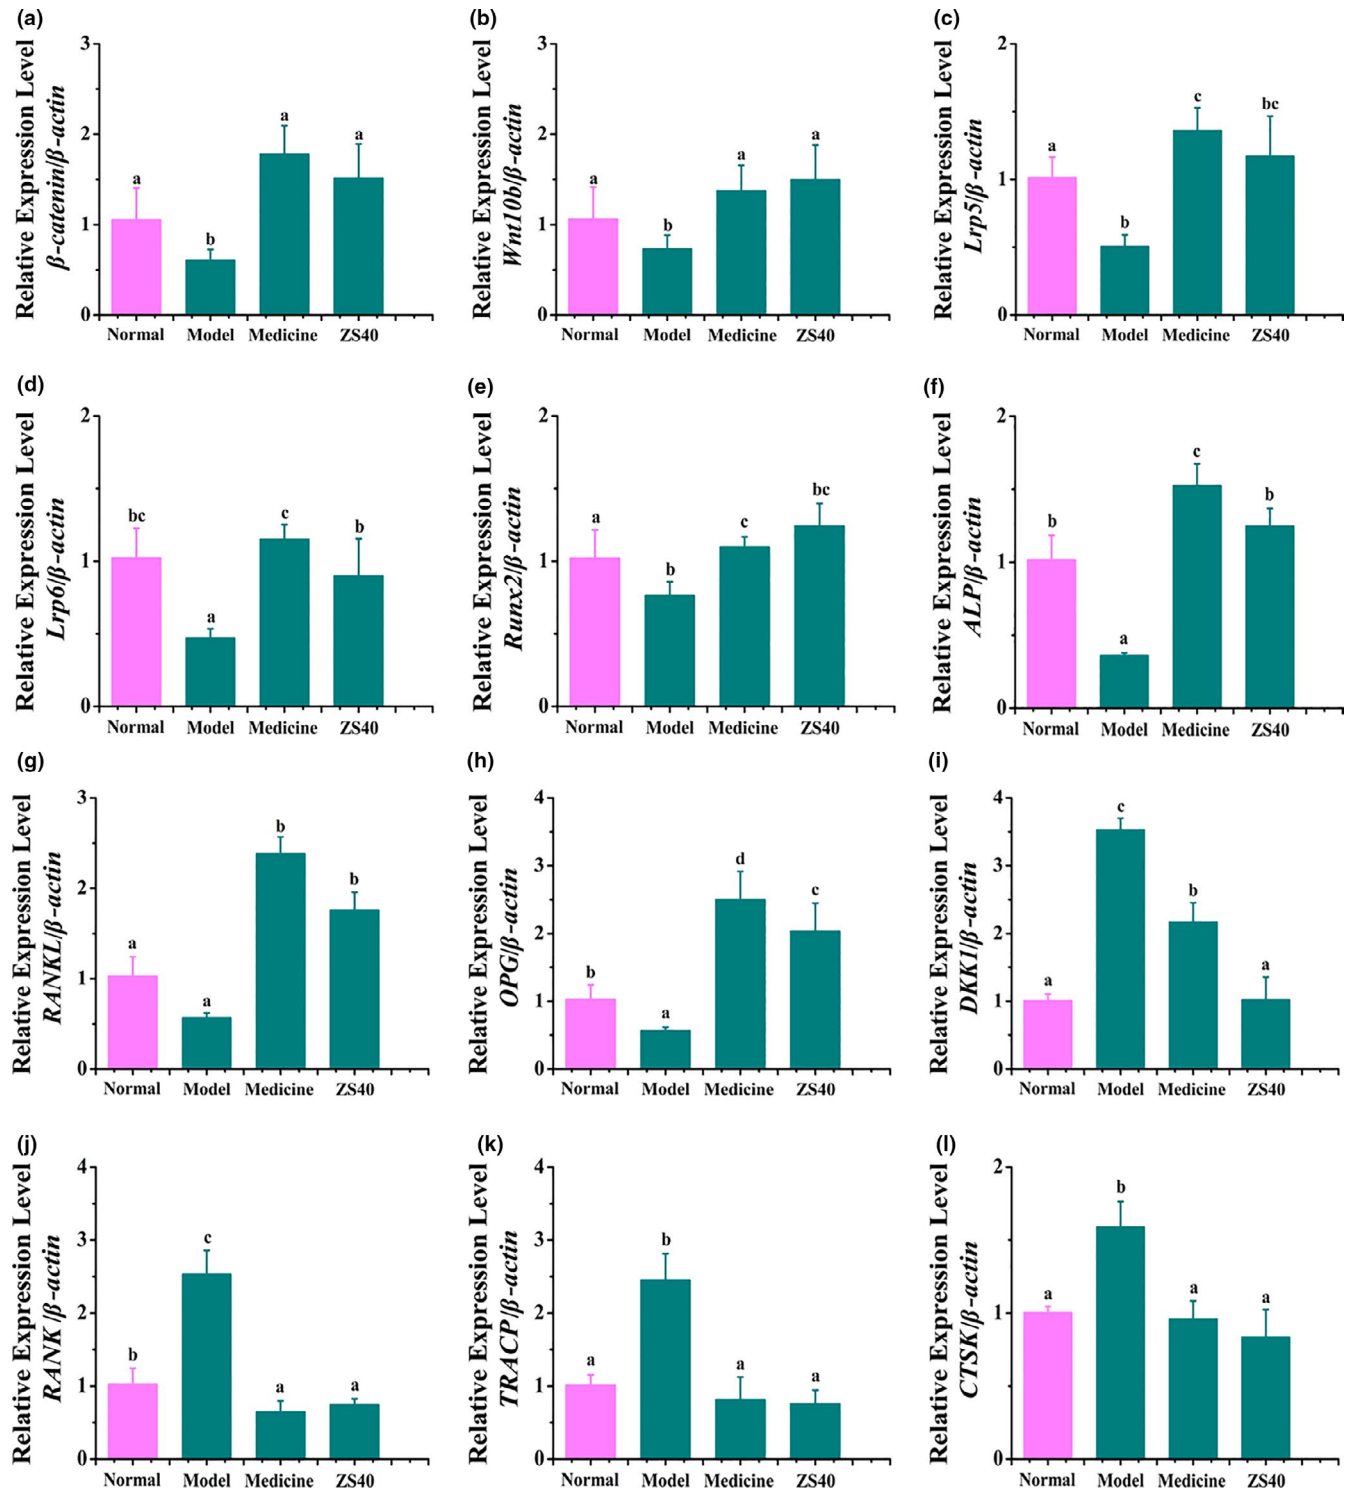 (a)
Relative Expression Level
β-catenin/β-actin
3
2
1
0
a
b
a
a
Normal Model Medicine ZS40
(b)
Relative Expression Level
Wnt10b/β-actin
3
2
1
0
a
b
a
a
Normal Model Medicine ZS40
(c)
Relative Expression Level
Lrp5/β-actin
2
1
0
a
b
c
bc
Normal Model Medicine ZS40
(d)
Relative Expression Level
Lrp6/β-actin
2
1
0
bc
a
c
b
Normal Model Medicine ZS40
(e)
Relative Expression Level
Runx2/β-actin
2
1
0
a
b
c
bc
Normal Model Medicine ZS40
(f)
Relative Expression Level
ALP/β-actin
2
1
0
b
a
c
b
Normal Model Medicine ZS40
(g)
Relative Expression Level
RANKL/β-actin
3
2
1
0
a
a
b
b
Normal Model Medicine ZS40
(h)
Relative Expression Level
OPG/β-actin
4
3
2
1
0
b
a
d
c
Normal Model Medicine ZS40
(i)
Relative Expression Level
DKK1/β-actin
4
3
2
1
0
a
c
b
a
Normal Model Medicine ZS40
(j)
Relative Expression Level
RANK/β-actin
4
3
2
1
0
b
c
a
a
Normal Model Medicine ZS40
(k)
Relative Expression Level
TRACP/β-actin
4
3
2
1
0
a
b
a
a
Normal Model Medicine ZS40
(l)
Relative Expression Level
CTSK/β-actin
2
1
0
a
b
a
a
Normal Model Medicine ZS40